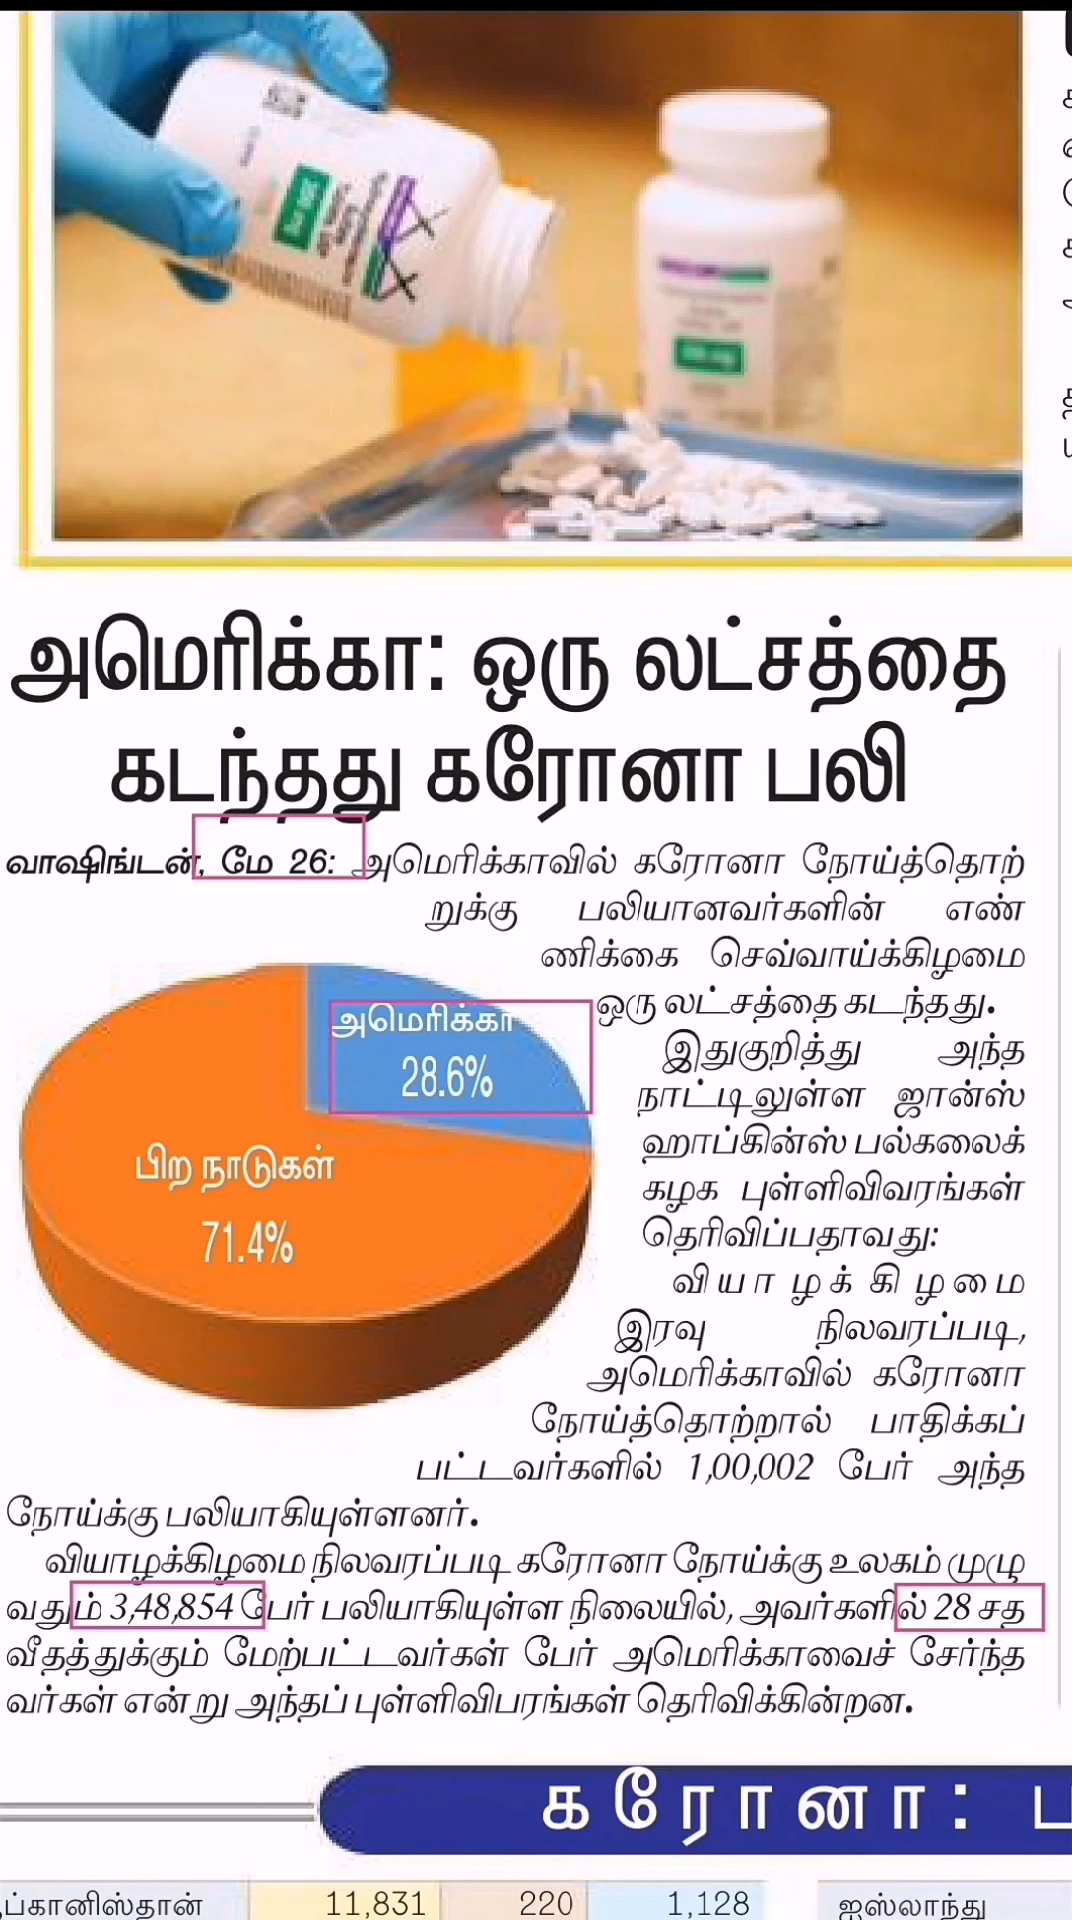 அமெரிக்கா: ஒரு லட்சத்தை
கடந்தது கரோனா பலி
வாஷிங்டன், மே 26: அமெரிக்காவில் கரோனா நோய்த்தொற்
றுக்கு பலியானவர்களின் எண்
ணிக்கை செவ்வாய்க்கிழமை
ஒரு லட்சத்தை கடந்தது.
இதுகுறித்து அந்த
நாட்டிலுள்ள ஜான்ஸ்
ஹாப்கின்ஸ் பல்கலைக்
கழக புள்ளிவிவரங்கள்
தெரிவிப்பதாவது:
வியாழக்கிழமை
இரவு நிலவரப்படி,
அமெரிக்காவில் கரோனா
நோய்த்தொற்றால் பாதிக்கப்
பட்டவர்களில் 1,00,002 பேர் அந்த
நோய்க்கு பலியாகியுள்ளனர்.
வியாழக்கிழமை நிலவரப்படி கரோனா நோய்க்கு உலகம் முழு
வதும் 3,48,854 பேர் பலியாகியுள்ள நிலையில், அவர்களில் 28 சத
வீதத்துக்கும் மேற்பட்டவர்கள் பேர் அமெரிக்காவைச் சேர்ந்த
வர்கள் என்று அந்தப் புள்ளிவிபரங்கள் தெரிவிக்கின்றன.
அமெரிக்கா
28.6%
பிற நாடுகள்
71.4%
கரோனா:
ப்கானிஸ்தான் 11,831 220 1,128 ஐஸ்லாந்து